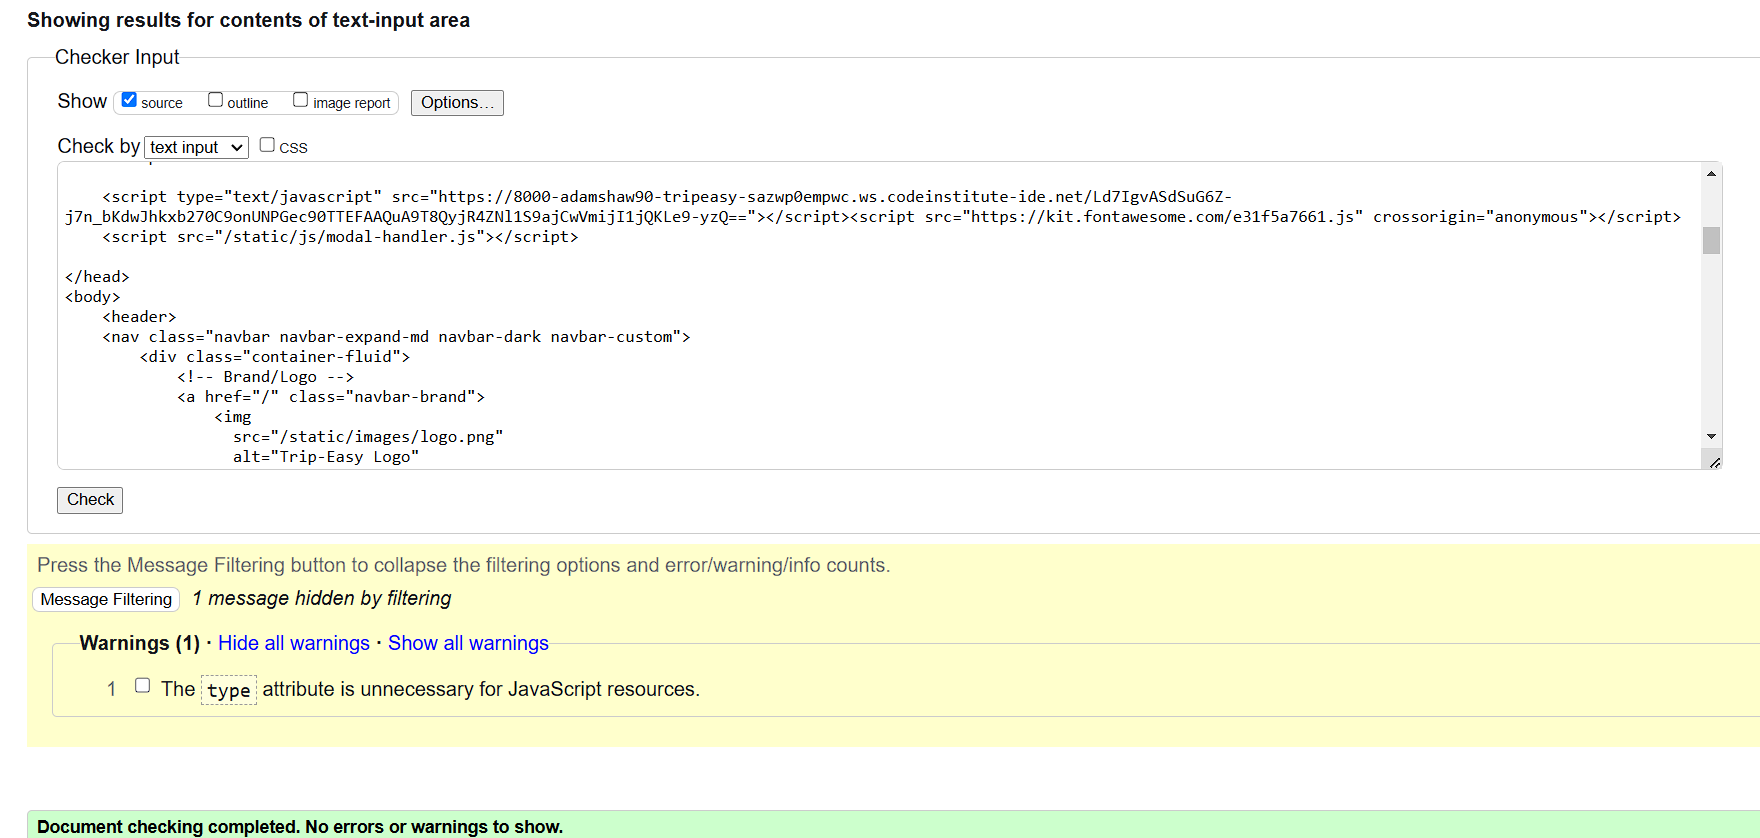 Showing results for contents of text-input area
Checker Input
Show source outline image report Options...
Check by text input CSS
<script type="text/javascript" src="https://8000-adamshaw90-tripeasy-sazwp0empwc.ws.codeinstitute-ide.net/Ld7IgvASdSuG6Z-
j7n_bKdwJhkxb270C9onUNPGec90TTEFAAQuA9T8QyjR4ZNl1S9ajCwVmijI1jQKLe9-yzQ=="></script><script src="https://kit.fontawesome.com/e31f5a7661.js" crossorigin="anonymous"></script>
<script src="/static/js/modal-handler.js"></script>
</head>
<body>
<header>
<nav class="navbar navbar-expand-md navbar-dark navbar-custom">
<div class="container-fluid">
<!-- Brand/Logo -->
<a href="/" class="navbar-brand">
<img
src="/static/images/logo.png"
alt="Trip-Easy Logo"
Check
Press the Message Filtering button to collapse the filtering options and error/warning/info counts.
Message Filtering 1 message hidden by filtering
Warnings (1) · Hide all warnings · Show all warnings
1 The type attribute is unnecessary for JavaScript resources.
Document checking completed. No errors or warnings to show.